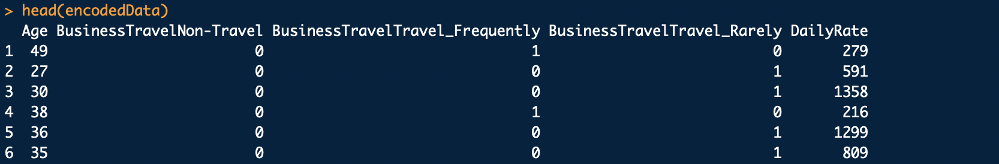 > head(encodedData)
Age BusinessTravelNon-Travel BusinessTravelTravel_Frequently BusinessTravelTravel_Rarely DailyRate
1 49 0 1 0 279
2 27 0 0 1 591
3 30 0 0 1 1358
4 38 0 1 0 216
5 36 0 0 1 1299
6 35 0 0 1 809